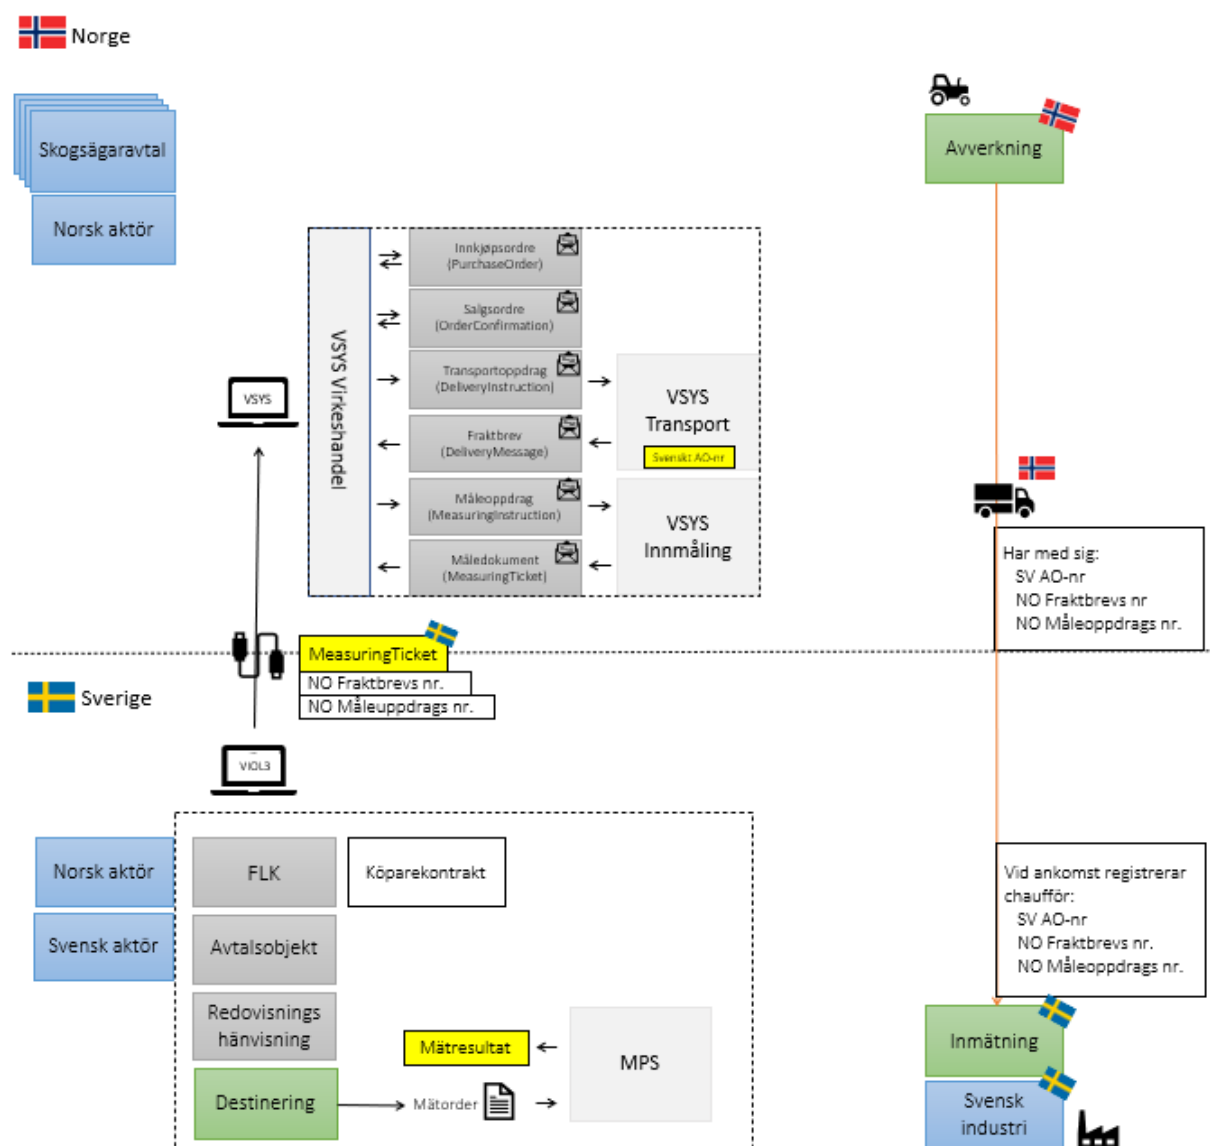 Norge
Skogsägaravtal
Norsk aktör
Avverkning
VSYS
VSYS Virkeshandel
Innkjøpsordre
(PurchaseOrder)
Salgsordre
(OrderConfirmation)
Transportoppdrag
(DeliveryInstruction)
Fraktbrev
(DeliveryMessage)
Måleoppdrag
(MeasuringInstruction)
Måledokument
(MeasuringTicket)
VSYS
Transport
Svenskt AO-nr
VSYS
Innmåling
Har med sig:
SV AO-nr
NO Fraktbrevs nr
NO Måleoppdrags nr.
MeasuringTicket
NO Fraktbrevs nr.
NO Måleuppdrags nr.
Sverige
VIOL3
Norsk aktör
Svensk aktör
FLK
Köparekontrakt
Avtalsobjekt
Redovisnings
hänvisning
Destinering
Mätresultat
Mätorder
MPS
Vid ankomst registrerar
chaufför:
SV AO-nr
NO Fraktbrevs nr.
NO Måleoppdrags nr.
Inmätning
Svensk
industri